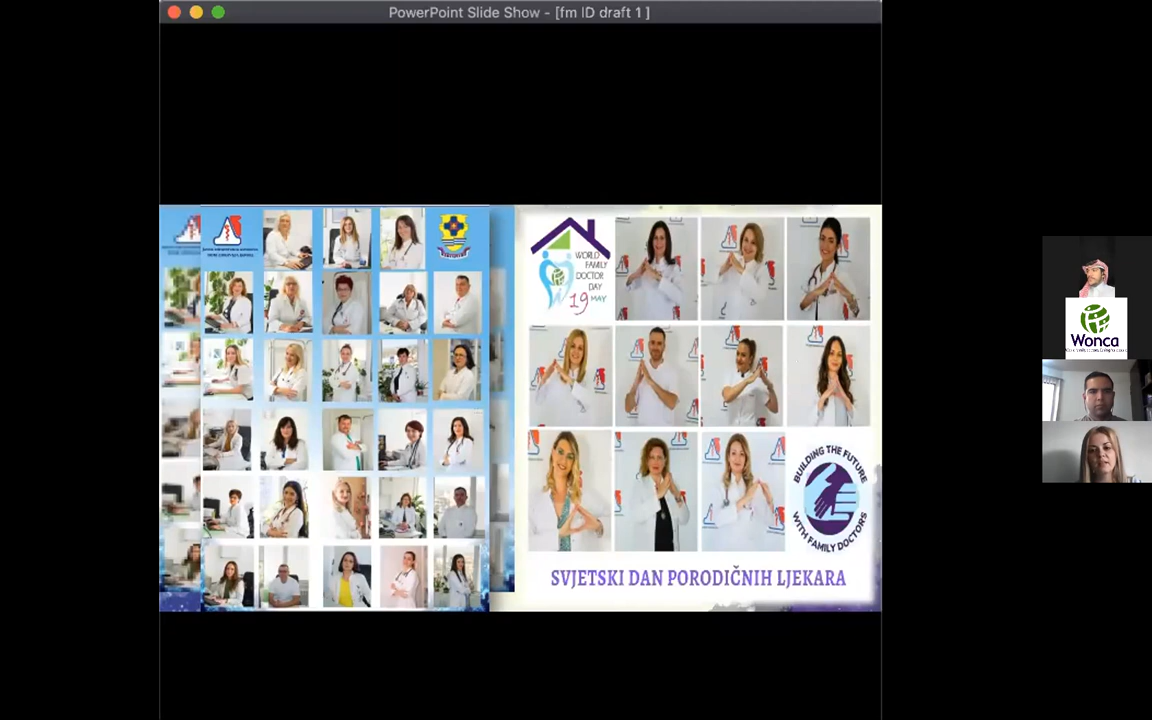 PowerPoint Slide Show - [fm ID draft 1 ]
WORLD
FAMILY
DOCTOR
DAY
19 MAY
BUILDING THE FUTURE
WITH FAMILY DOCTORS
SVJETSKI DAN PORODIČNIH LJEKARA
Wonca